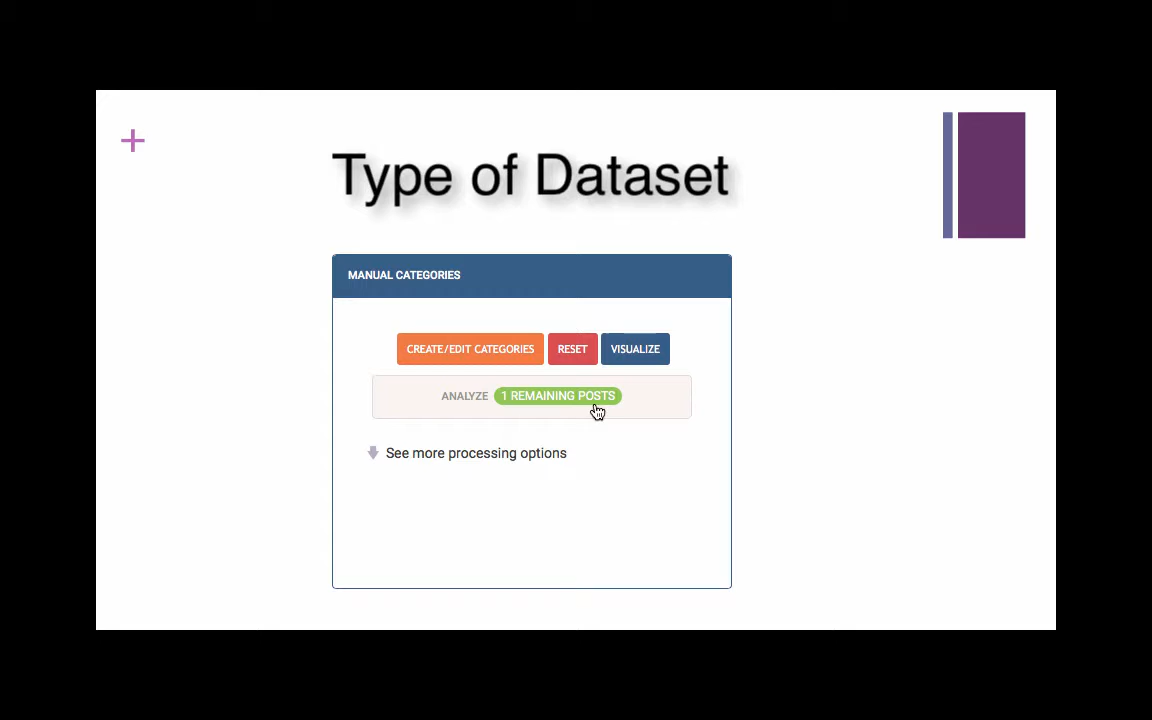 +
Type of Dataset
MANUAL CATEGORIES
CREATE/EDIT CATEGORIES RESET VISUALIZE
ANALYZE 1 REMAINING POSTS
See more processing options